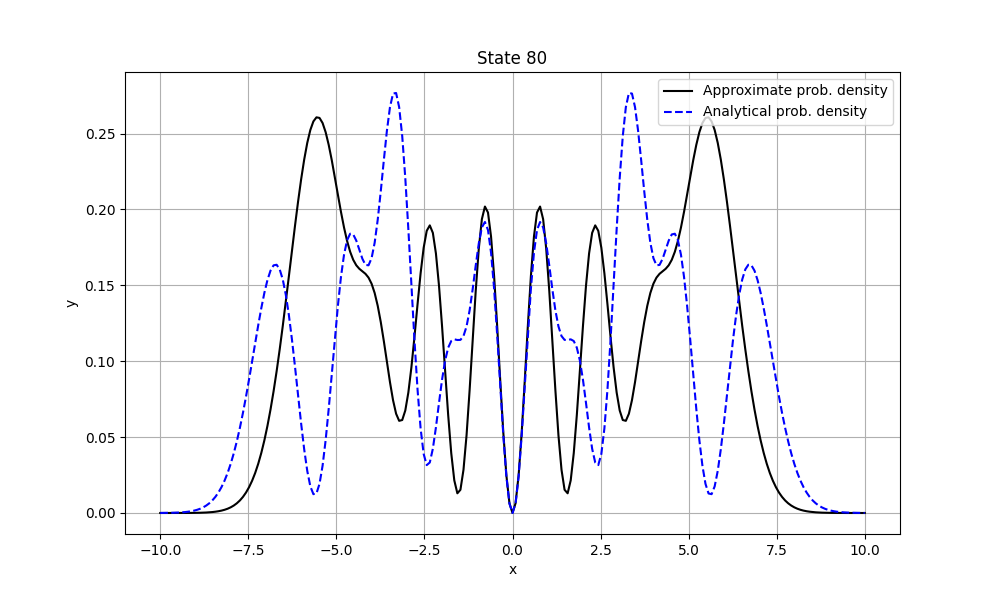 State 80
Approximate prob. density
Analytical prob. density
y
0.25
0.20
0.15
0.10
0.05
0.00
−10.0 −7.5 −5.0 −2.5 0.0 2.5 5.0 7.5 10.0
x